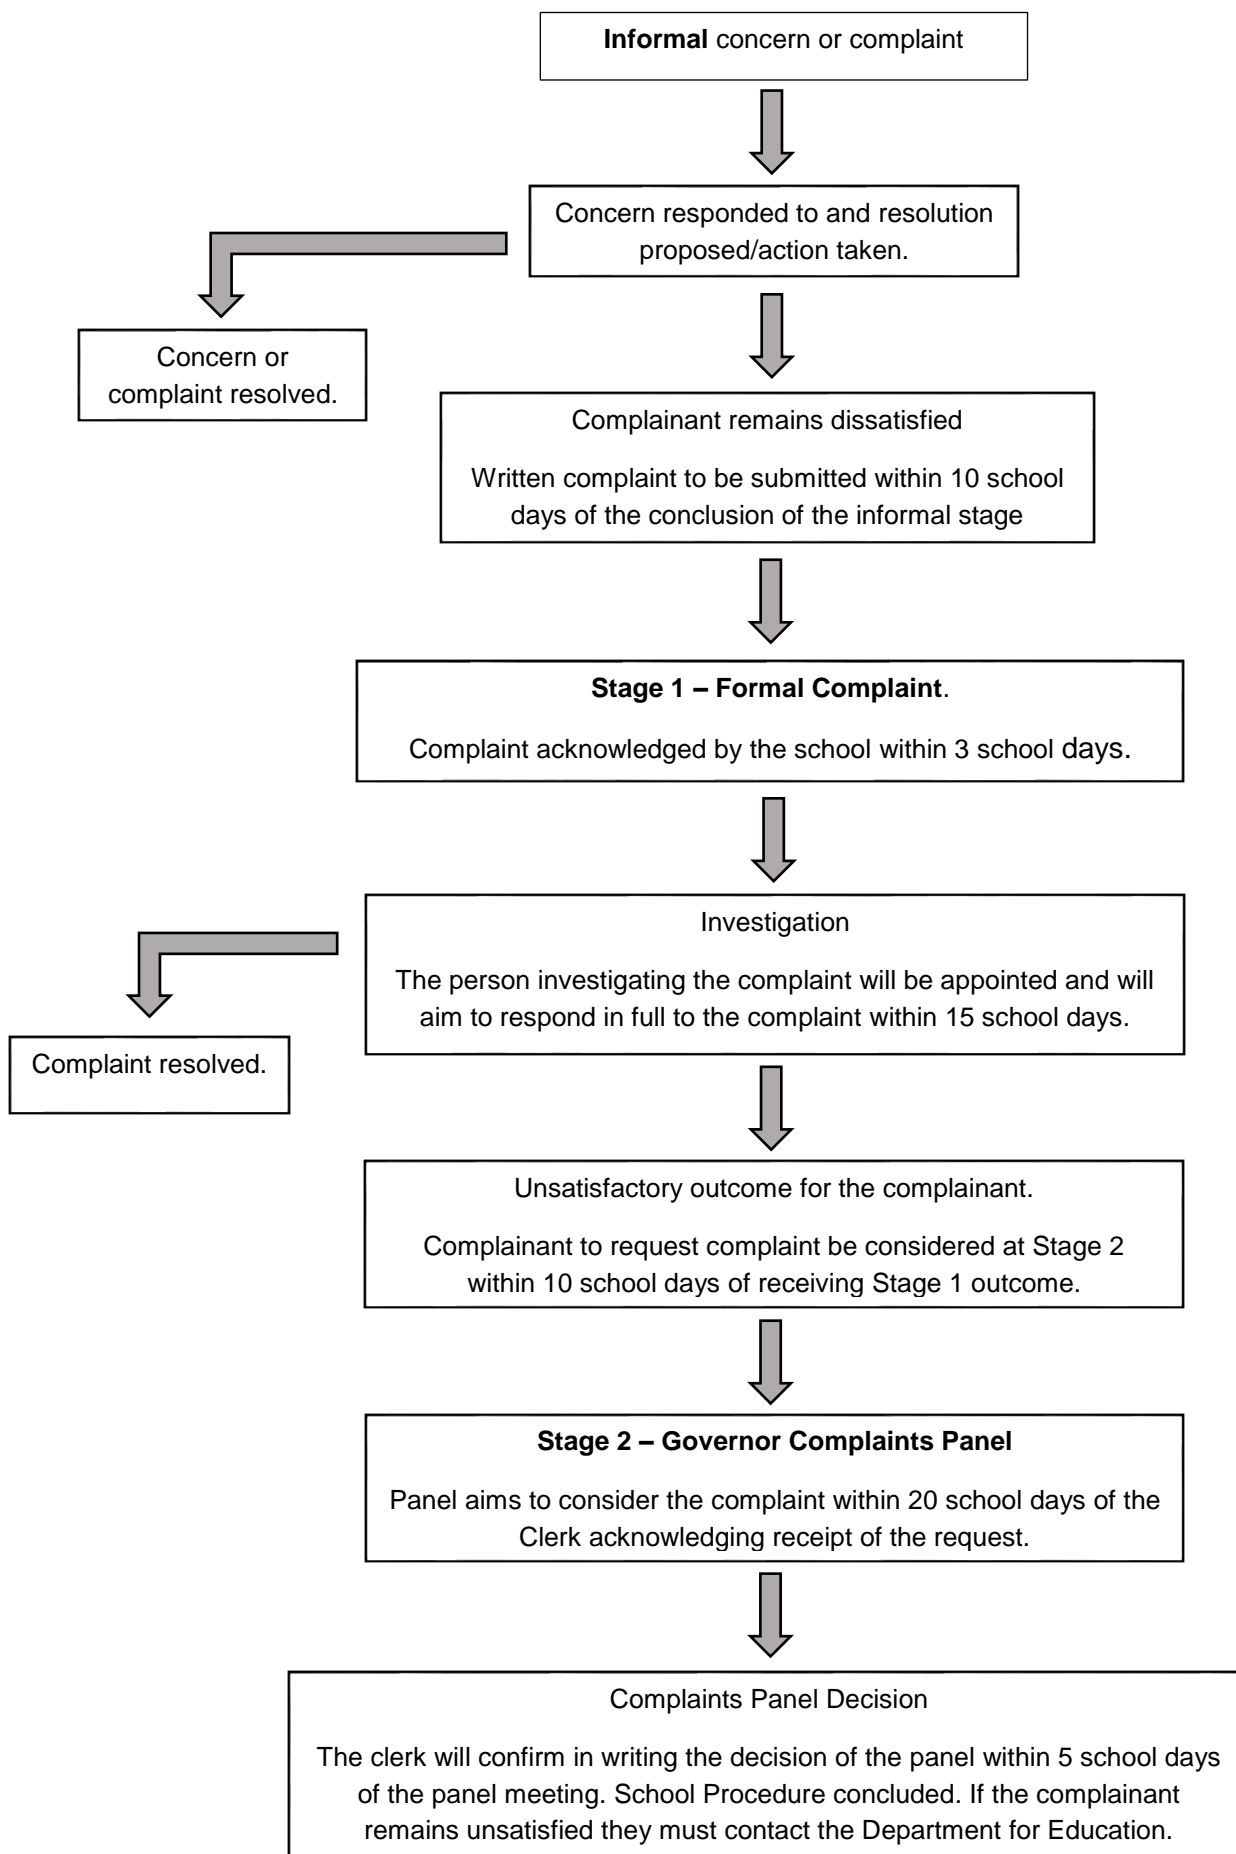 Informal concern or complaint
Concern responded to and resolution
proposed/action taken.
Concern or
complaint resolved.
Complainant remains dissatisfied
Written complaint to be submitted within 10 school
days of the conclusion of the informal stage
Stage 1 – Formal Complaint.
Complaint acknowledged by the school within 3 school days.
Investigation
The person investigating the complaint will be appointed and will
aim to respond in full to the complaint within 15 school days.
Complaint resolved.
Unsatisfactory outcome for the complainant.
Complainant to request complaint be considered at Stage 2
within 10 school days of receiving Stage 1 outcome.
Stage 2 – Governor Complaints Panel
Panel aims to consider the complaint within 20 school days of the
Clerk acknowledging receipt of the request.
Complaints Panel Decision
The clerk will confirm in writing the decision of the panel within 5 school days
of the panel meeting. School Procedure concluded. If the complainant
remains unsatisfied they must contact the Department for Education.